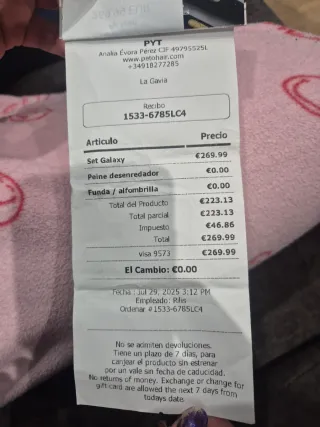 PYT
Analia Évora Pérez CIF 49795525L
www.petohair.com
+34918277285
La Gavia
Recibo
1533-6785LC4
Artículo Precio
Set Galaxy €269.99
Peine desenredador €0.00
Funda / alfombrilla €0.00
Total del Producto €223.13
Total parcial €223.13
Impuesto €46.86
Total €269.99
visa 9573 €269.99
El Cambio: €0.00
Fecha: Jul 29, 2025 3:12 PM
Empleado: Rifis
Ordenar #1533-6785LC4
No se admiten devoluciones.
Tiene un plazo de 7 días, para
canjear el producto sin estrenar
por un vale sin fecha de caducidad.
No returns of money. Exchange or change for
gift card are allowed the next 7 days from
todays date